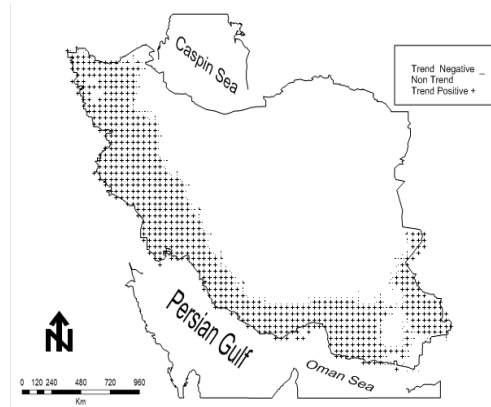 Caspin Sea
Trend Negative _
Non Trend
Trend Positive +
Persian Gulf
Oman Sea
N
0 120 240 480 720 960
Km